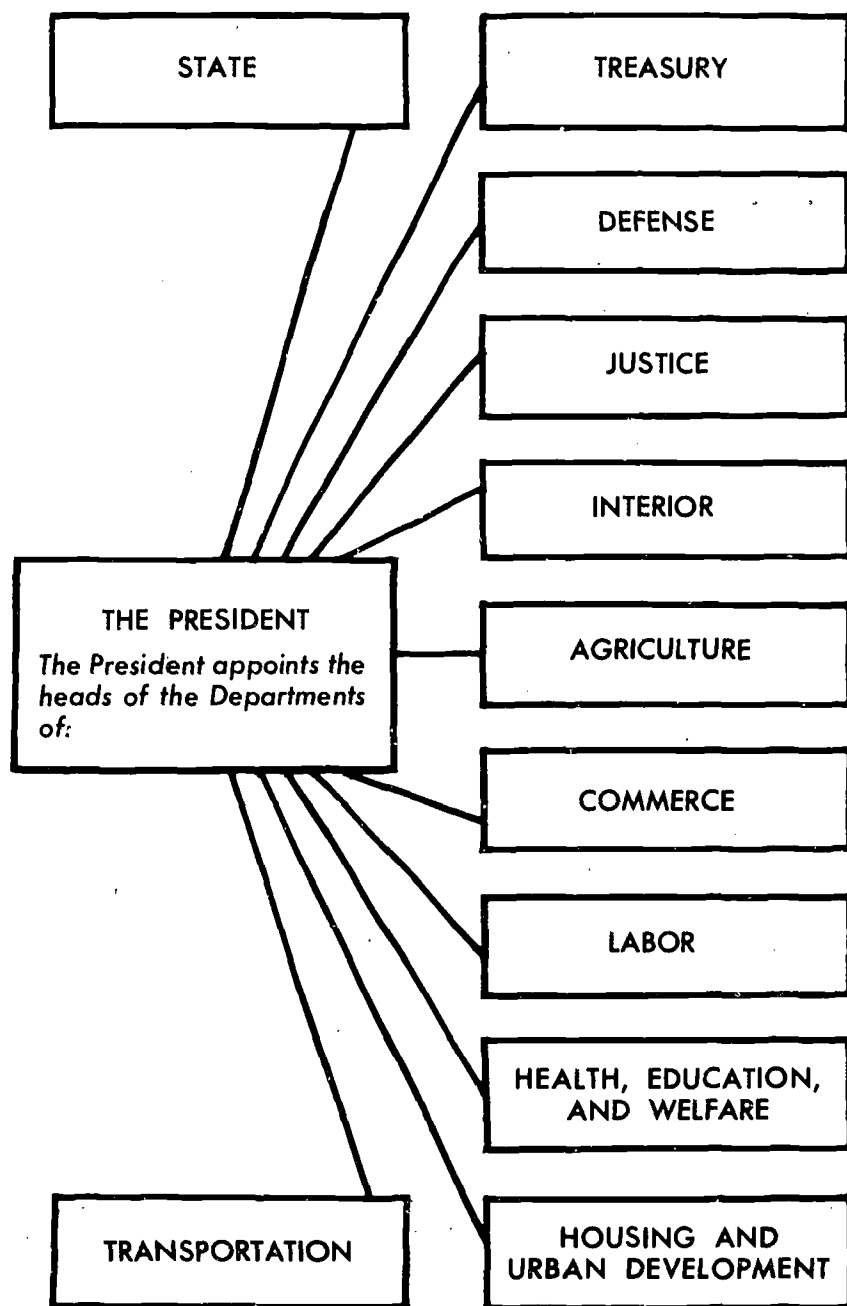 STATE
TREASURY
DEFENSE
JUSTICE
INTERIOR
THE PRESIDENT
The President appoints the
heads of the Departments
of:
AGRICULTURE
COMMERCE
LABOR
HEALTH, EDUCATION,
AND WELFARE
TRANSPORTATION
HOUSING AND
URBAN DEVELOPMENT